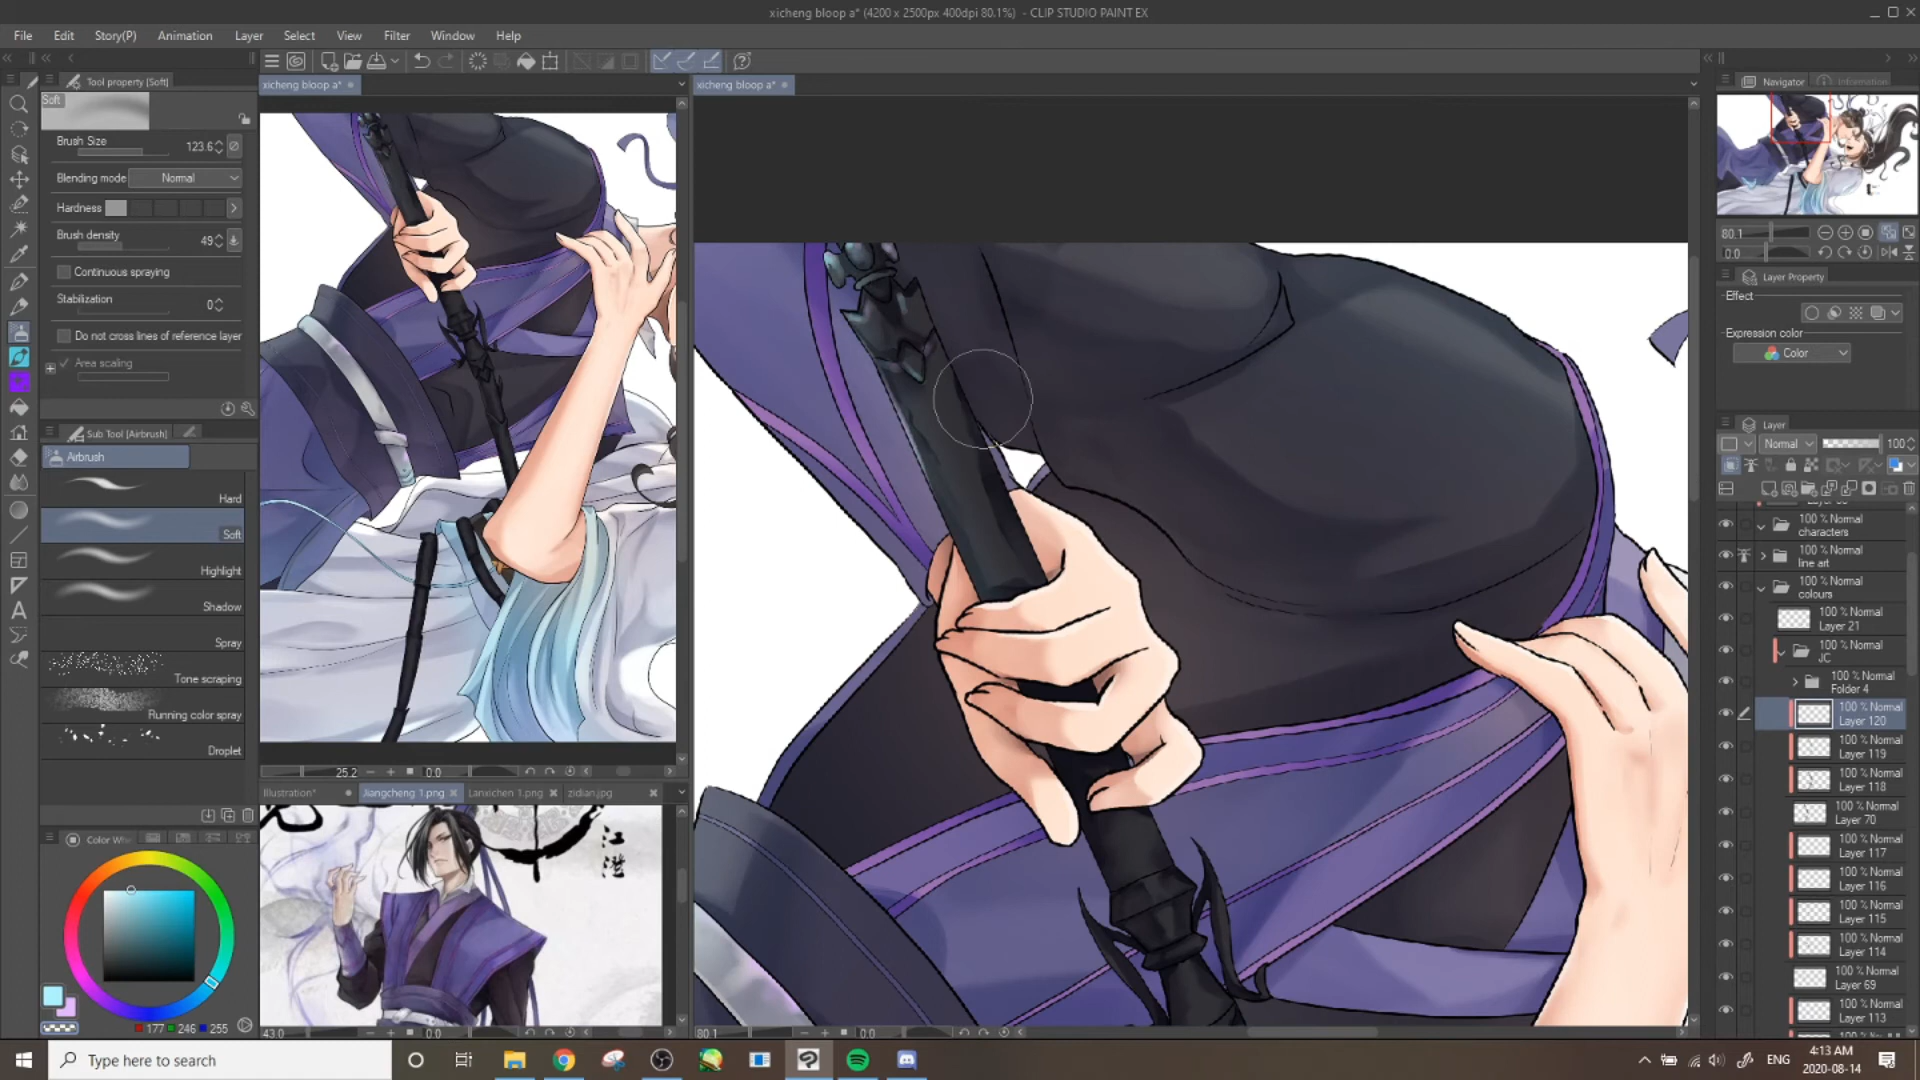 xicheng bloop a* (4200 x 2500px 400dpi 80.1%)  - CLIP STUDIO PAINT EX
File Edit Story(P) Animation Layer Select View Filter Window Help
Tool property [Soft]
xicheng bloop a*
xicheng bloop a*
Navigator
Information
Soft
Brush Size 123.6
Blending mode Normal
Hardness
Brush density 49
Continuous spraying
Stabilization 0
Do not cross lines of reference layer
Area scaling
Sub Tool [Airbrush]
Airbrush
Hard
Soft
Highlight
Shadow
Spray
Tone scraping
Running color spray
Droplet
25.2
0.0
Illustration*
Jiangcheng 1.png
Lanxichen 1.png
zidian.jpg
江
澄
43.0
0.0
80.1
0.0
177 246 255
80.1
0.0
Layer Property
Effect
Expression color
Color
Layer
Normal 100
100 % Normal
characters
100 % Normal
line art
100 % Normal
colours
100 % Normal
Layer 21
100 % Normal
JC
100 % Normal
Folder 4
100 % Normal
Layer 120
100 % Normal
Layer 119
100 % Normal
Layer 118
100 % Normal
Layer 70
100 % Normal
Layer 117
100 % Normal
Layer 116
100 % Normal
Layer 115
100 % Normal
Layer 114
100 % Normal
Layer 69
100 % Normal
Layer 113
Type here to search
ENG
4:13 AM
2020-08-14